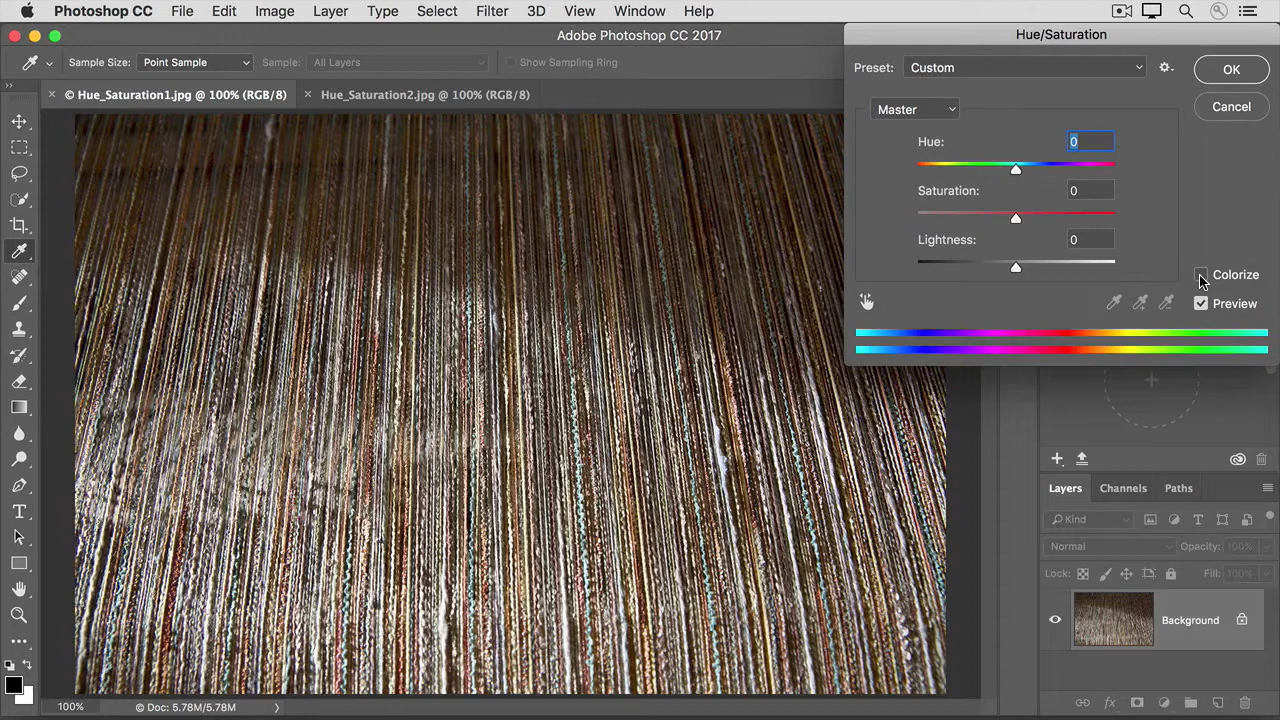 Photoshop CC File Edit Image Layer Type Select Filter 3D View Window Help
Adobe Photoshop CC 2017
Hue/Saturation
Sample Size: Point Sample Sample: All Layers Show Sampling Ring
Preset: Custom
OK
× © Hue_Saturation1.jpg @ 100% (RGB/8) × Hue_Saturation2.jpg @ 100% (RGB/8)
Cancel
Master
Hue: 0
Saturation: 0
Lightness: 0
Colorize
Preview
Layers Channels Paths
Kind
Normal Opacity: 100%
Lock: Fill: 100%
Background
100% © Doc: 5.78M/5.78M